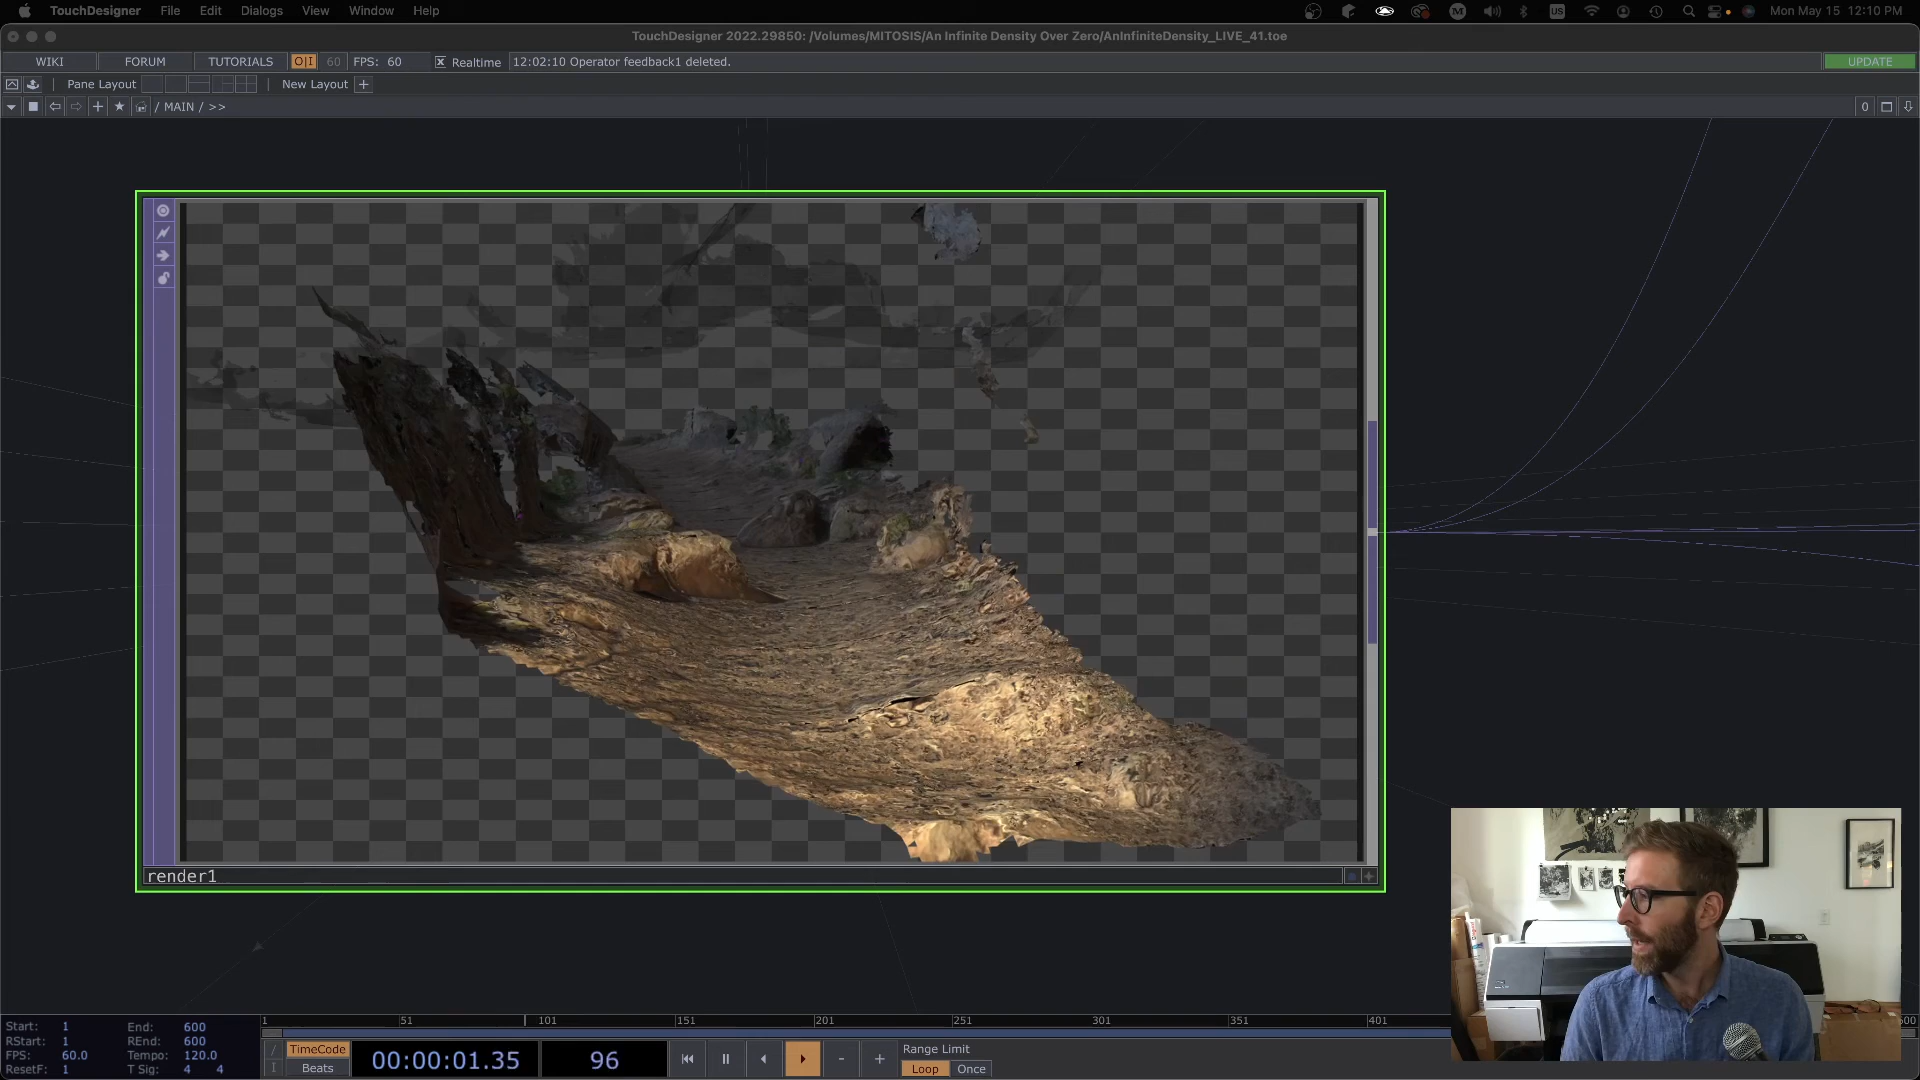 TouchDesigner File Edit Dialogs View Window Help US Mon May 15 12:10 PM
TouchDesigner 2022.29850: /Volumes/MITOSIS/An Infinite Density Over Zero/AnInfiniteDensity_LIVE_41.toe
WIKI FORUM TUTORIALS O|I 60 FPS: 60 X Realtime 12:02:10 Operator feedback1 deleted. UPDATE
Pane Layout New Layout +
/ MAIN / >> 0
render1
1 51 101 151 201 251 301 351 401
Start: 1 End: 600
RStart: 1 REnd: 600
FPS: 60.0 Tempo: 120.0
ResetF: 1 T Sig: 4 4
TimeCode
Beats
00:00:01.35 96
- +
Range Limit
Loop Once